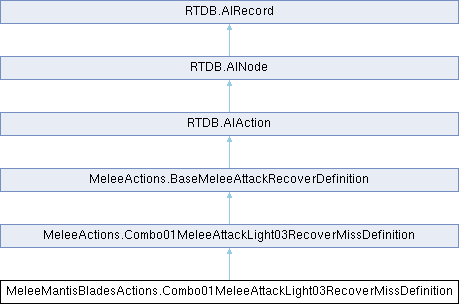 RTDB.AIRecord
RTDB.AINode
RTDB.AIAction
MeleeActions.BaseMeleeAttackRecoverDefinition
MeleeActions.Combo01MeleeAttackLight03RecoverMissDefinition
MeleeMantisBladesActions.Combo01MeleeAttackLight03RecoverMissDefinition